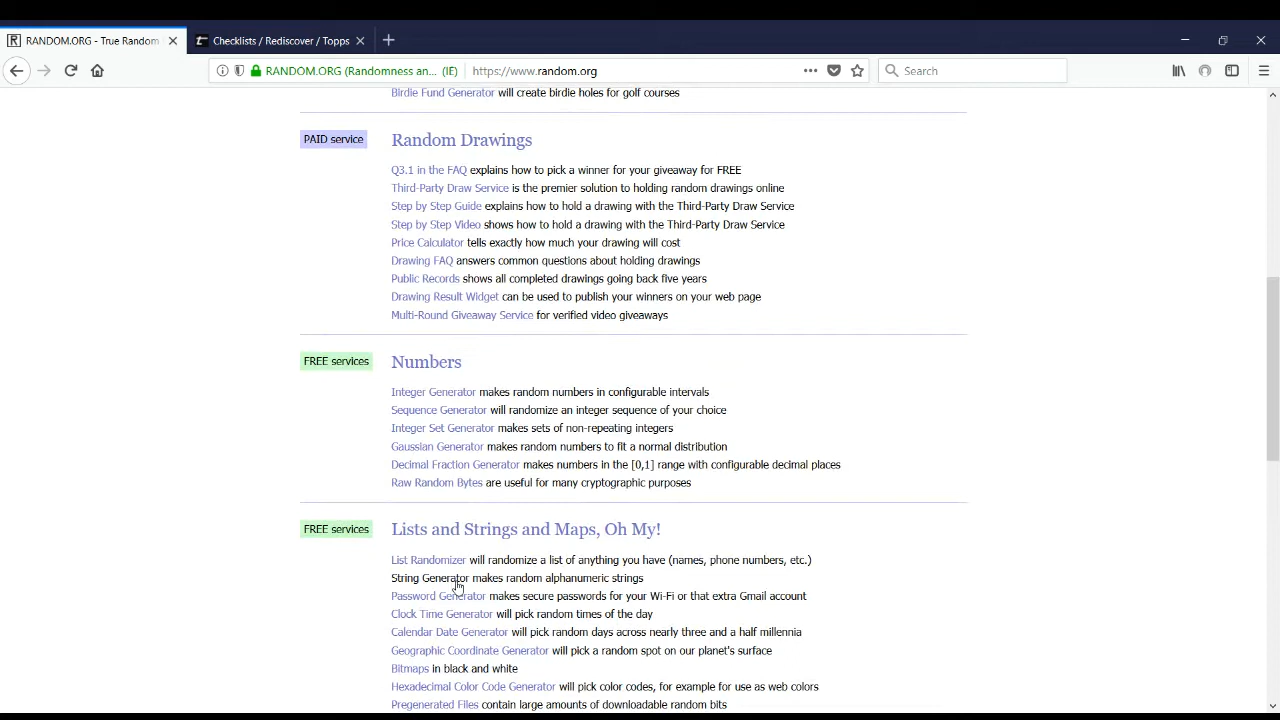 RANDOM.ORG - True Random
Checklists / Rediscover / Topps
RANDOM.ORG (Randomness an... (IE)
https://www.random.org
Search
Birdie Fund Generator will create birdie holes for golf courses
PAID service
Random Drawings
Q3.1 in the FAQ explains how to pick a winner for your giveaway for FREE
Third-Party Draw Service is the premier solution to holding random drawings online
Step by Step Guide explains how to hold a drawing with the Third-Party Draw Service
Step by Step Video shows how to hold a drawing with the Third-Party Draw Service
Price Calculator tells exactly how much your drawing will cost
Drawing FAQ answers common questions about holding drawings
Public Records shows all completed drawings going back five years
Drawing Result Widget can be used to publish your winners on your web page
Multi-Round Giveaway Service for verified video giveaways
FREE services
Numbers
Integer Generator makes random numbers in configurable intervals
Sequence Generator will randomize an integer sequence of your choice
Integer Set Generator makes sets of non-repeating integers
Gaussian Generator makes random numbers to fit a normal distribution
Decimal Fraction Generator makes numbers in the [0,1] range with configurable decimal places
Raw Random Bytes are useful for many cryptographic purposes
FREE services
Lists and Strings and Maps, Oh My!
List Randomizer will randomize a list of anything you have (names, phone numbers, etc.)
String Generator makes random alphanumeric strings
Password Generator makes secure passwords for your Wi-Fi or that extra Gmail account
Clock Time Generator will pick random times of the day
Calendar Date Generator will pick random days across nearly three and a half millennia
Geographic Coordinate Generator will pick a random spot on our planet's surface
Bitmaps in black and white
Hexadecimal Color Code Generator will pick color codes, for example for use as web colors
Pregenerated Files contain large amounts of downloadable random bits